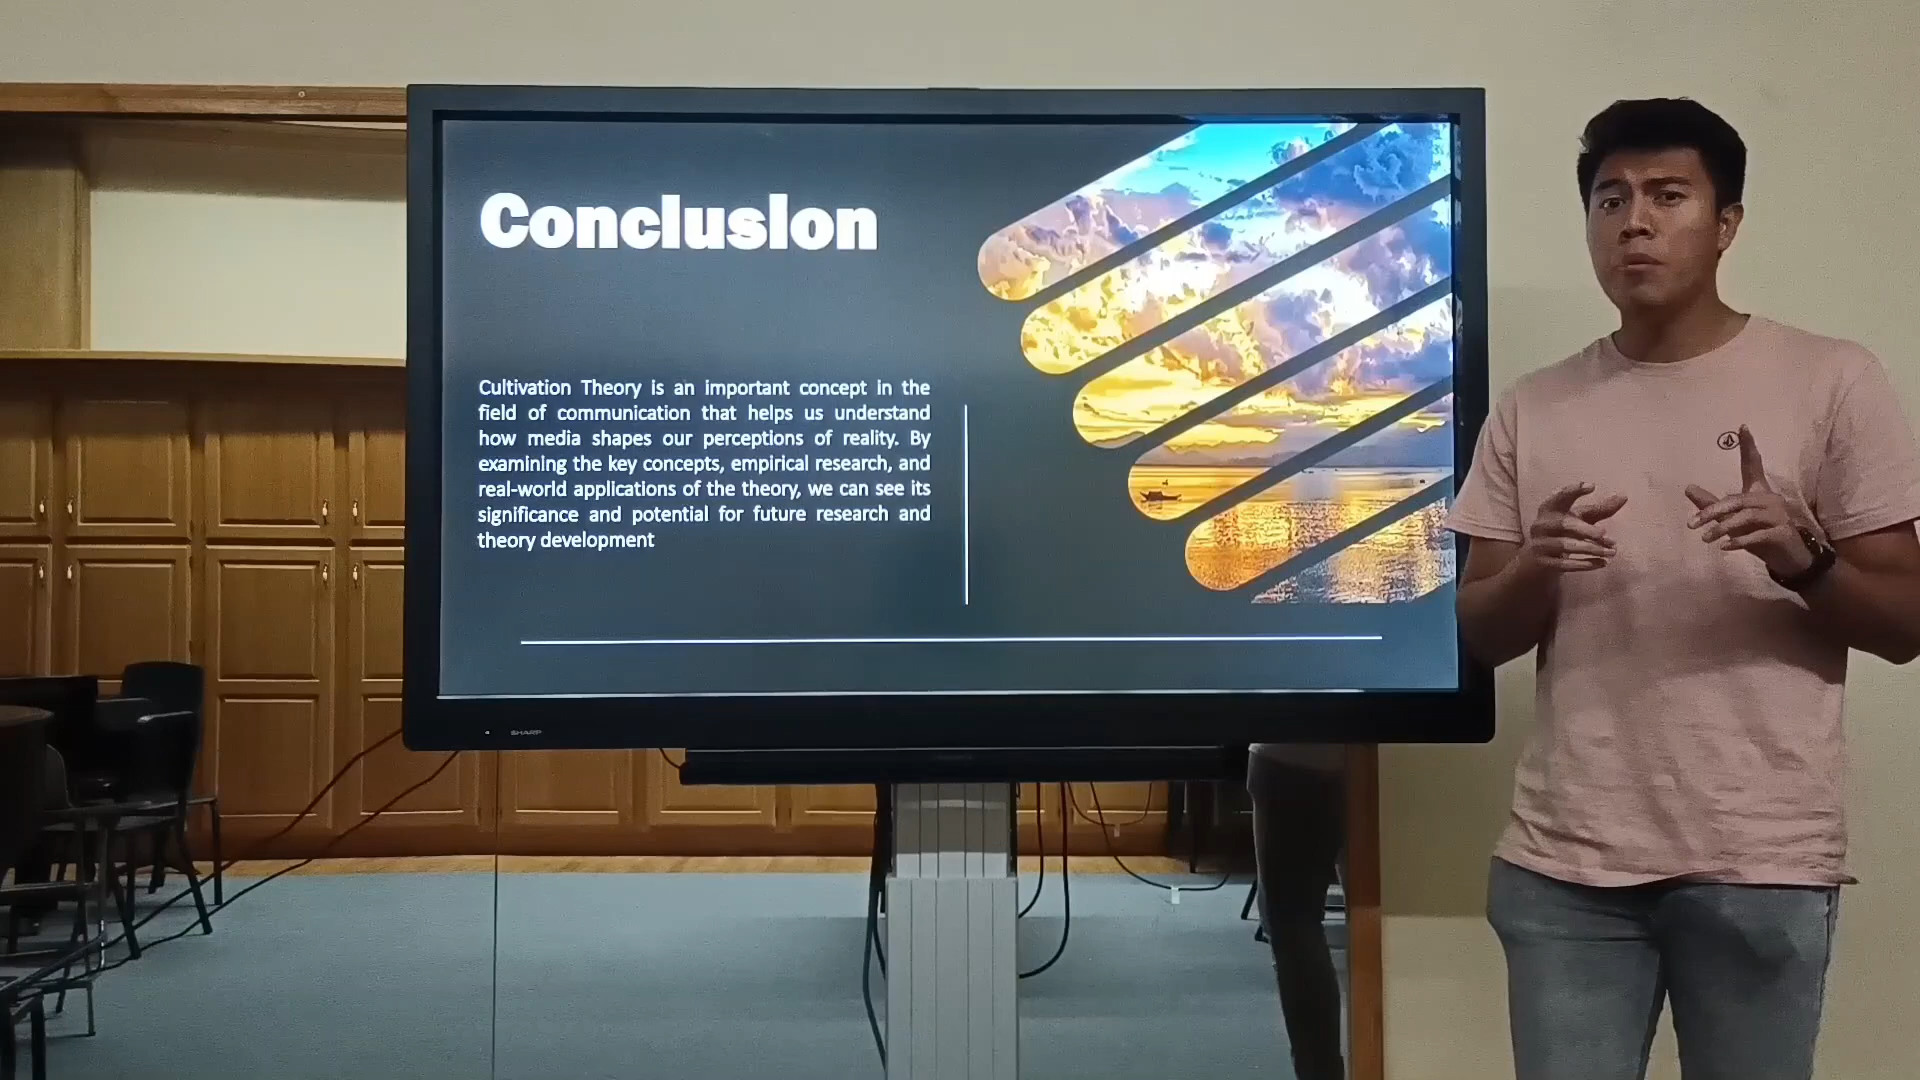 Conclusion
Cultivation Theory is an important concept in the
field of communication that helps us understand
how media shapes our perceptions of reality. By
examining the key concepts, empirical research, and
real-world applications of the theory, we can see its
significance and potential for future research and
theory development
SHARP